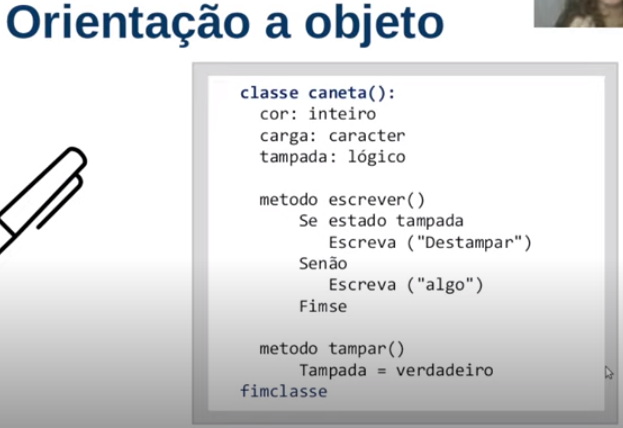 Orientação a objeto
classe caneta():
cor: inteiro
carga: caracter
tampada: lógico
metodo escrever()
Se estado tampada
Escreva ("Destampar")
Senão
Escreva ("algo")
Fimse
metodo tampar()
Tampada = verdadeiro
fimclasse